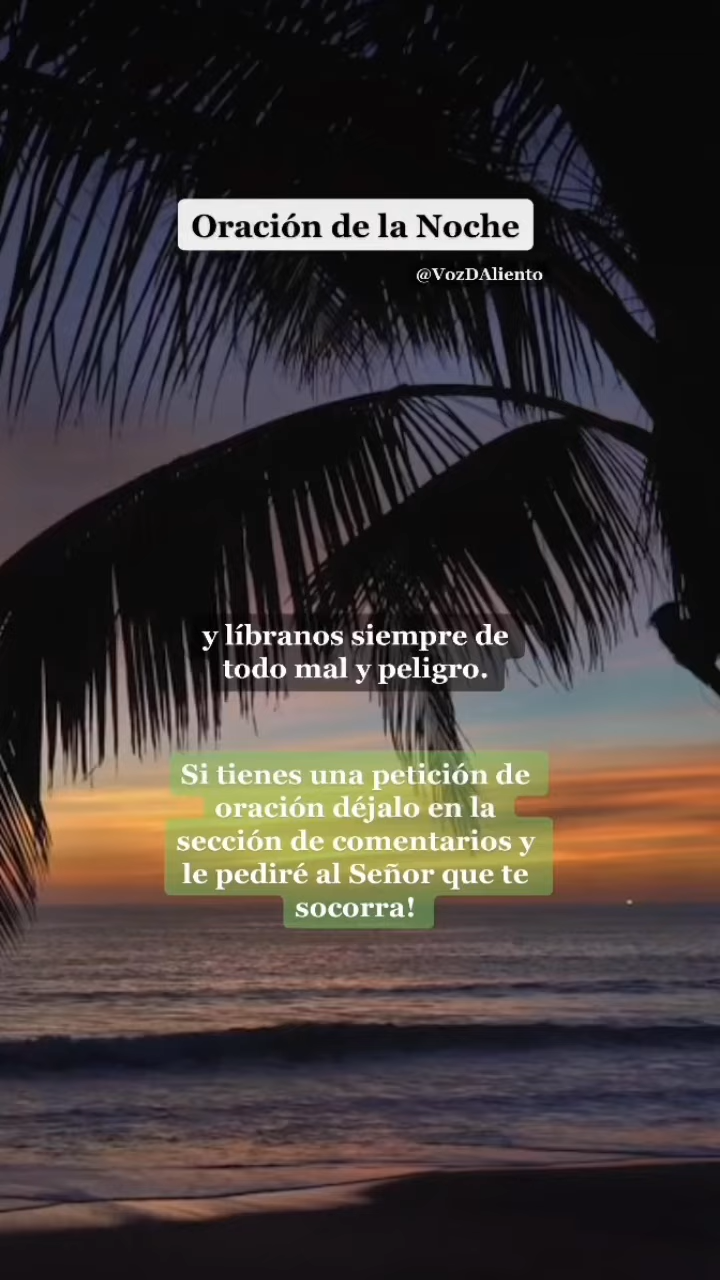 Oración de la Noche
@VozDAliento
y líbranos siempre de
todo mal y peligro.
Si tienes una petición de
oración déjalo en la
sección de comentarios y
le pediré al Señor que te
socorra!